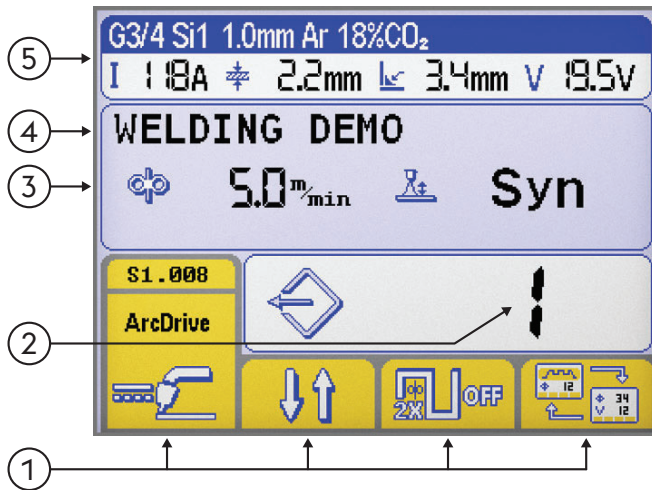 G3/4 Si1 1.0mm Ar 18%CO₂
5
I 118A 2.2mm 3.4mm V 19.5V
4
WELDING DEMO
3
5.0 m/min Syn
S1.008
ArcDrive
1
2
2X OFF
Φ 12
Φ 34
V 12
1